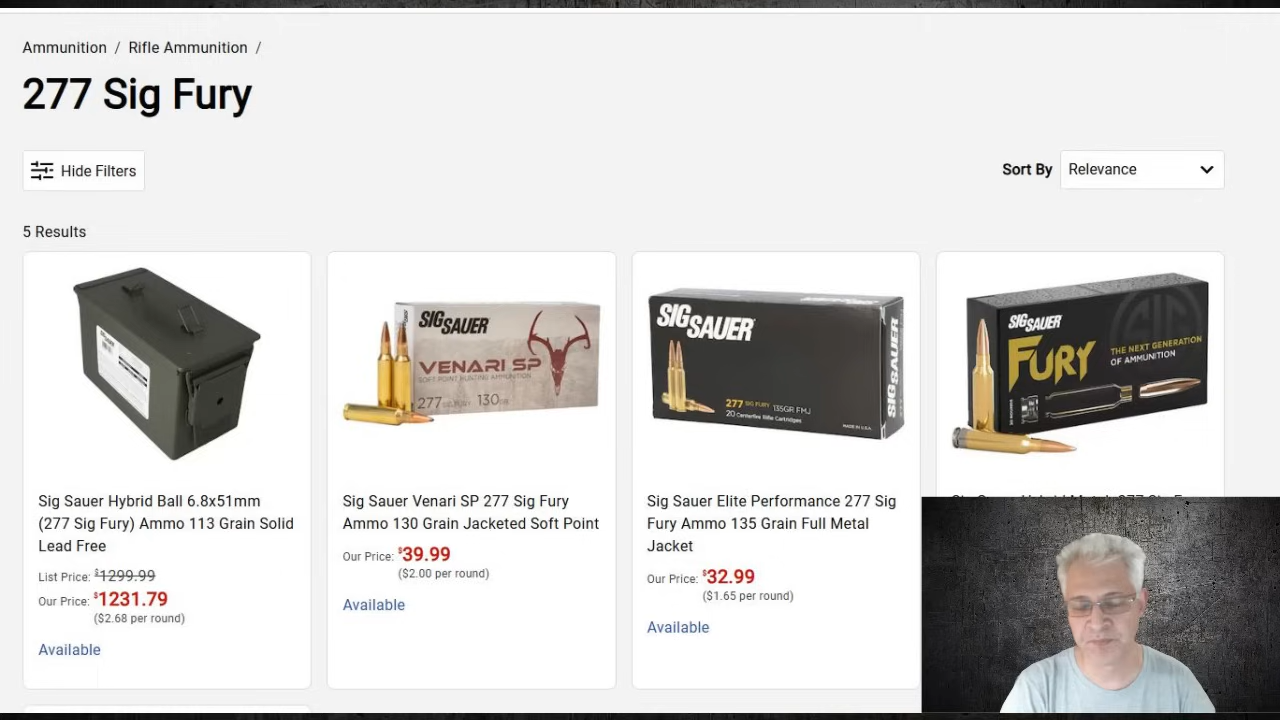 Ammunition / Rifle Ammunition /
277 Sig Fury
Hide Filters
Sort By Relevance
5 Results
SIG SAUER
VENARI SP
SOFT POINT HUNTING AMMUNITION
277 SIG FURY 130
SIG SAUER
SIG SAUER
277 SIG FURY 135GR FMJ
20 Centerfire Rifle Cartridges
MADE IN U.S.A.
SIG SAUER
FURY
THE NEXT GENERATION
OF AMMUNITION
Sig Sauer Hybrid Ball 6.8x51mm
(277 Sig Fury) Ammo 113 Grain Solid
Lead Free
List Price: $1299.99
Our Price: $1231.79
($2.68 per round)
Available
Sig Sauer Venari SP 277 Sig Fury
Ammo 130 Grain Jacketed Soft Point
Our Price: $39.99
($2.00 per round)
Available
Sig Sauer Elite Performance 277 Sig
Fury Ammo 135 Grain Full Metal
Jacket
Our Price: $32.99
($1.65 per round)
Available